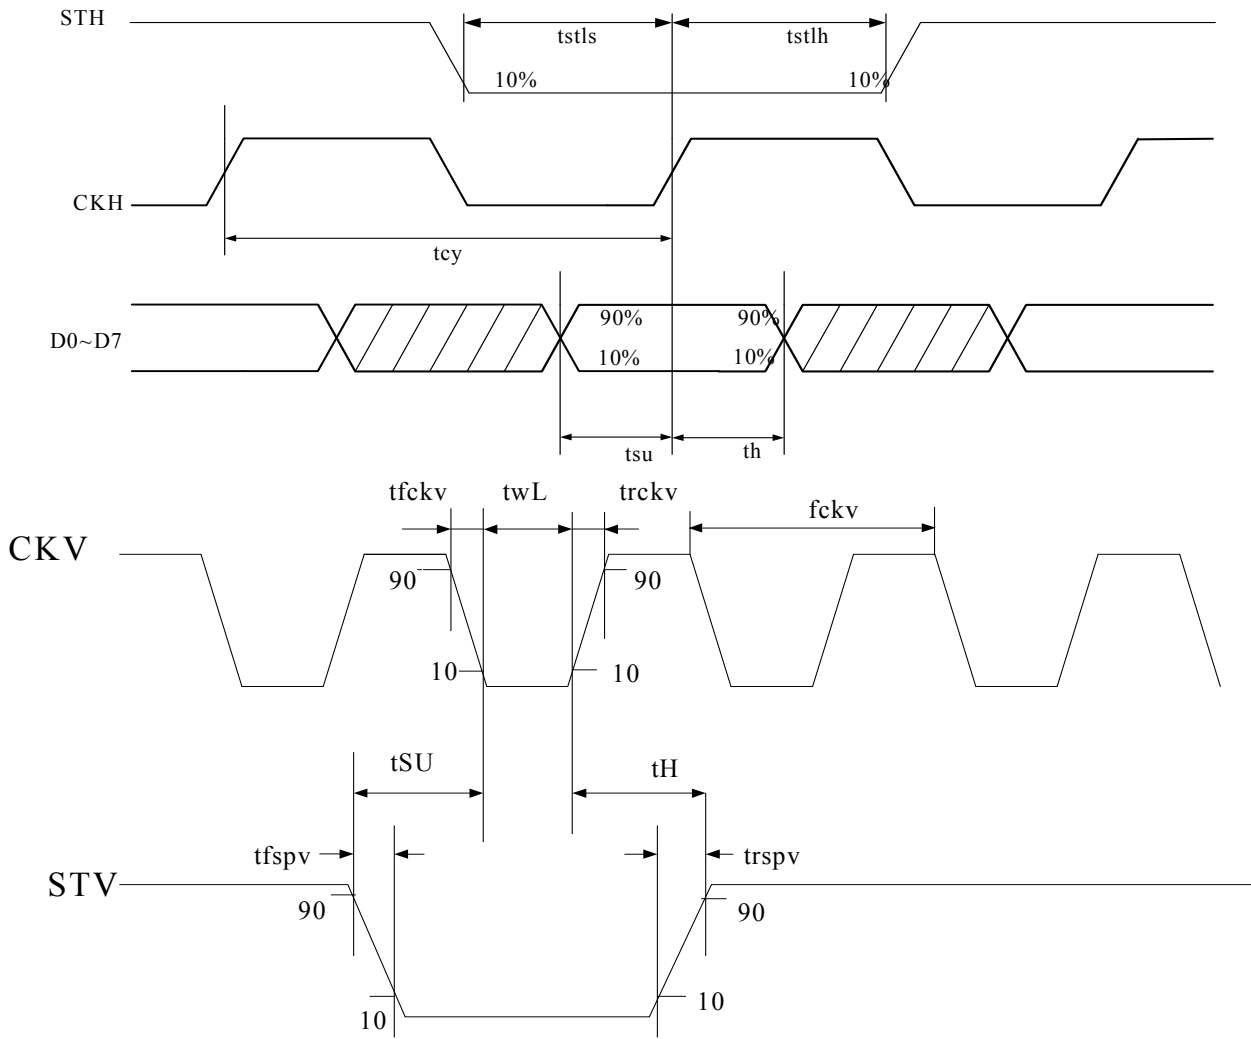 STH
tstls
tstlh
10%
10%
CKH
tcy
D0~D7
90%
90%
10%
10%
tsu
th
tfckv
twL
trckv
fckv
CKV
90
90
10
10
tSU
tH
tfspv
trspv
STV
90
90
10
10